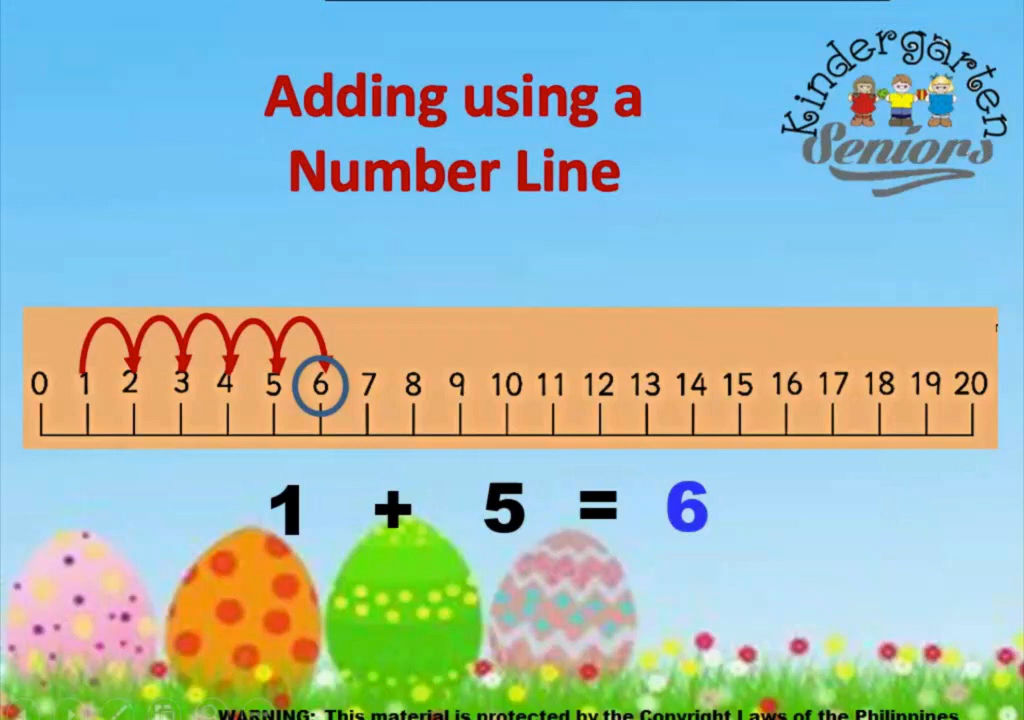 Adding using a
Number Line
Kindergarten
Seniors
0 1 2 3 4 5 6 7 8 9 10 11 12 13 14 15 16 17 18 19 20
1 + 5 = 6
WARNING: This material is protected by the Copyright Laws of the Philippines